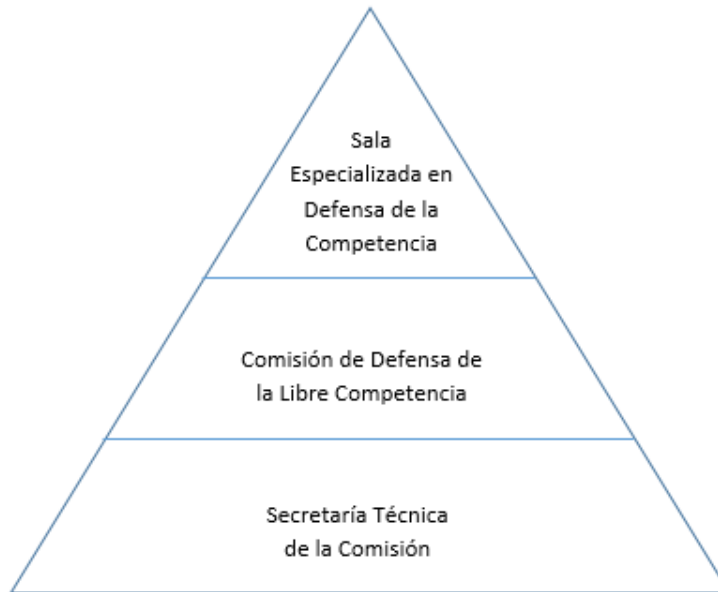 Sala
Especializada en
Defensa de la
Competencia
Comisión de Defensa de
la Libre Competencia
Secretaría Técnica
de la Comisión